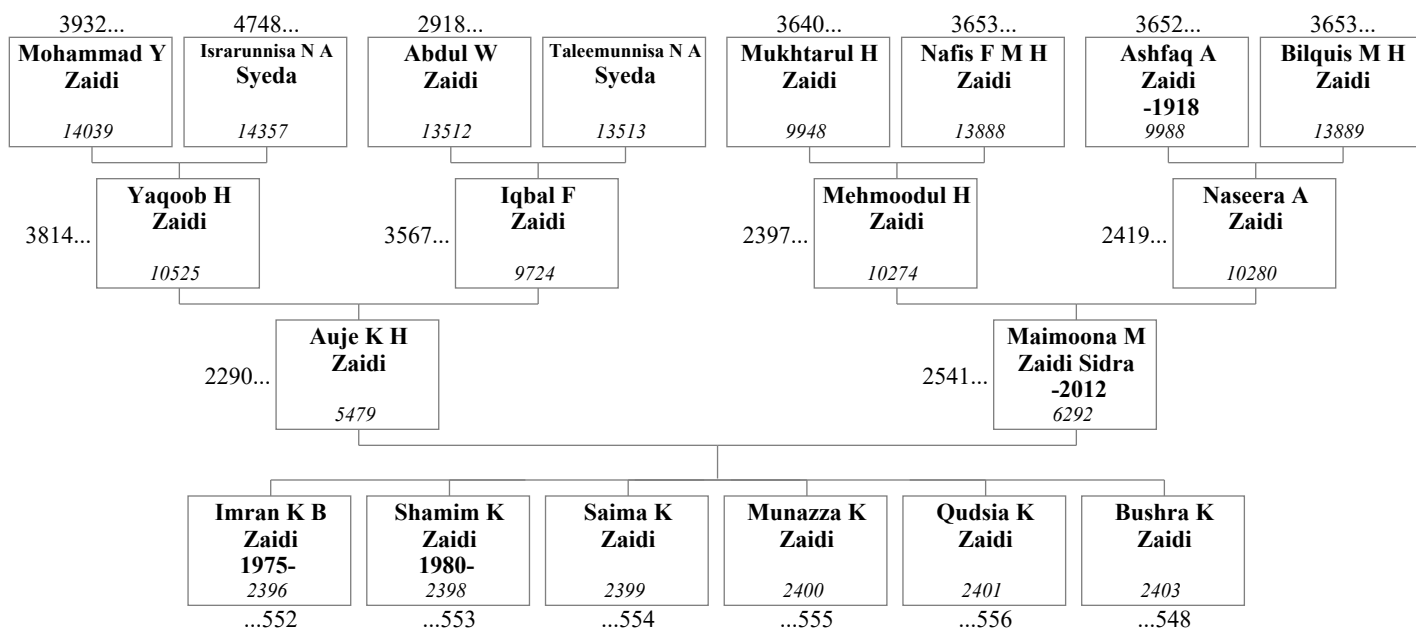 3932... 4748... 2918... 3640... 3653... 3652... 3653...
Mohammad Y Israrunnisa N A Abdul W Taleemunnisa N A Mukhtarul H Nafis F M H Ashfaq A Bilquis M H
Zaidi Syeda Zaidi Zaidi Zaidi Zaidi Zaidi Zaidi
-1918
14039 14357 13512 13513 9948 13888 9988 13889
Yaqoob H Iqbal F Mehmoodul H Naseera A
Zaidi Zaidi Zaidi Zaidi
3814... 3567... 2397... 2419...
10525 9724 10274 10280
Auje K H Maimoona M
Zaidi Zaidi Sidra
2290... 2541... -2012
5479 6292
Imran K B Shamim K Saima K Munazza K Qudsia K Bushra K
Zaidi Zaidi Zaidi Zaidi Zaidi Zaidi
1975- 1980-
2396 2398 2399 2400 2401 2403
...552 ...553 ...554 ...555 ...556 ...548